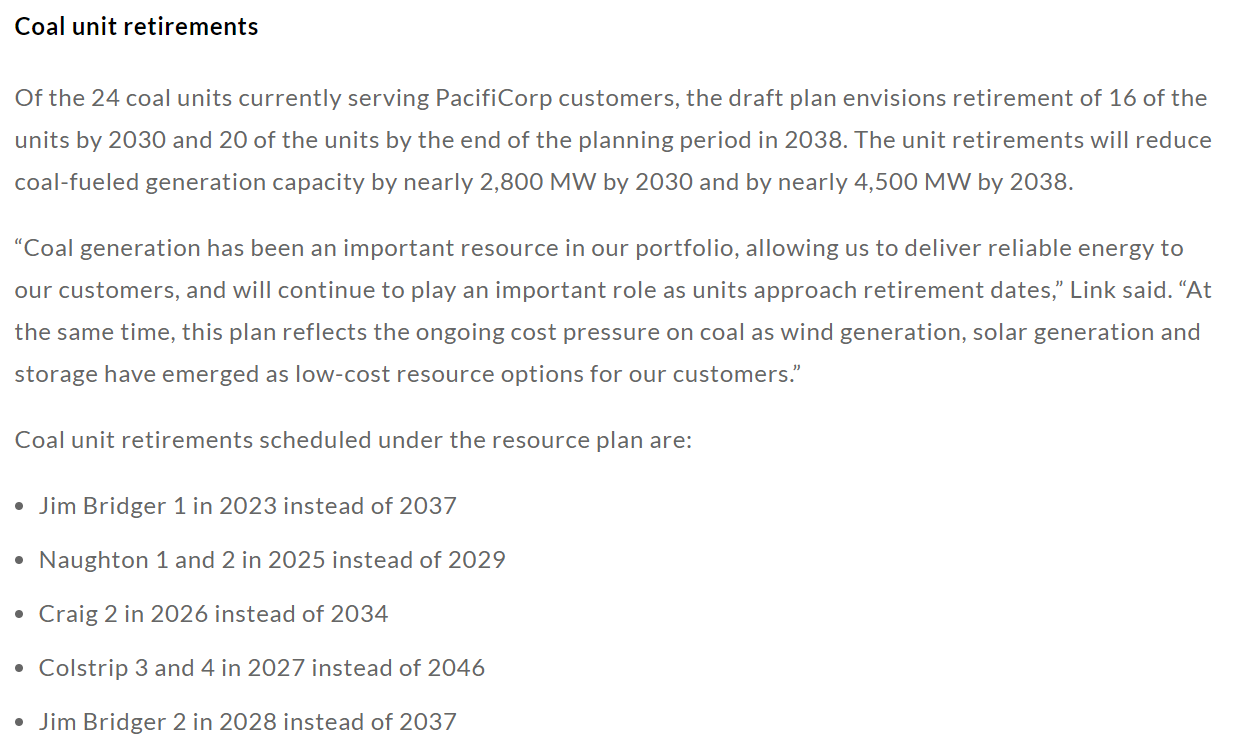 Coal unit retirements
Of the 24 coal units currently serving PacifiCorp customers, the draft plan envisions retirement of 16 of the
units by 2030 and 20 of the units by the end of the planning period in 2038. The unit retirements will reduce
coal-fueled generation capacity by nearly 2,800 MW by 2030 and by nearly 4,500 MW by 2038.
“Coal generation has been an important resource in our portfolio, allowing us to deliver reliable energy to
our customers, and will continue to play an important role as units approach retirement dates,” Link said. “At
the same time, this plan reflects the ongoing cost pressure on coal as wind generation, solar generation and
storage have emerged as low-cost resource options for our customers.”
Coal unit retirements scheduled under the resource plan are:
• Jim Bridger 1 in 2023 instead of 2037
• Naughton 1 and 2 in 2025 instead of 2029
• Craig 2 in 2026 instead of 2034
• Colstrip 3 and 4 in 2027 instead of 2046
• Jim Bridger 2 in 2028 instead of 2037